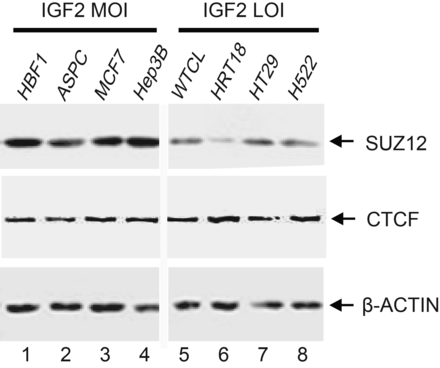 IGF2 MOI IGF2 LOI
HBF1 ASPC MCF7 Hep3B WTCL HRT18 HT29 H522
SUZ12
CTCF
β-ACTIN
1 2 3 4 5 6 7 8